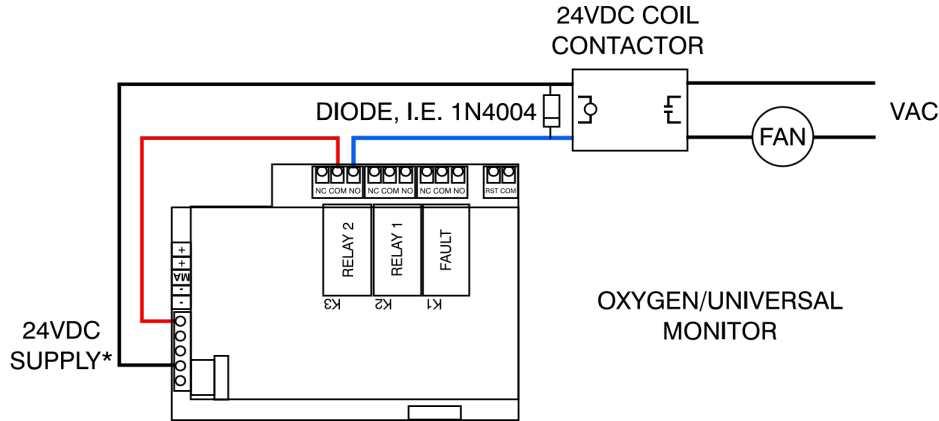 24VDC COIL
CONTACTOR
DIODE, I.E. 1N4004
VAC
FAN
NC COM NO NC COM NO NC COM NO RST COM
RELAY 2
RELAY 1
FAULT
K3
K2
K1
+
+
MA
-
-
24VDC
SUPPLY*
OXYGEN/UNIVERSAL
MONITOR